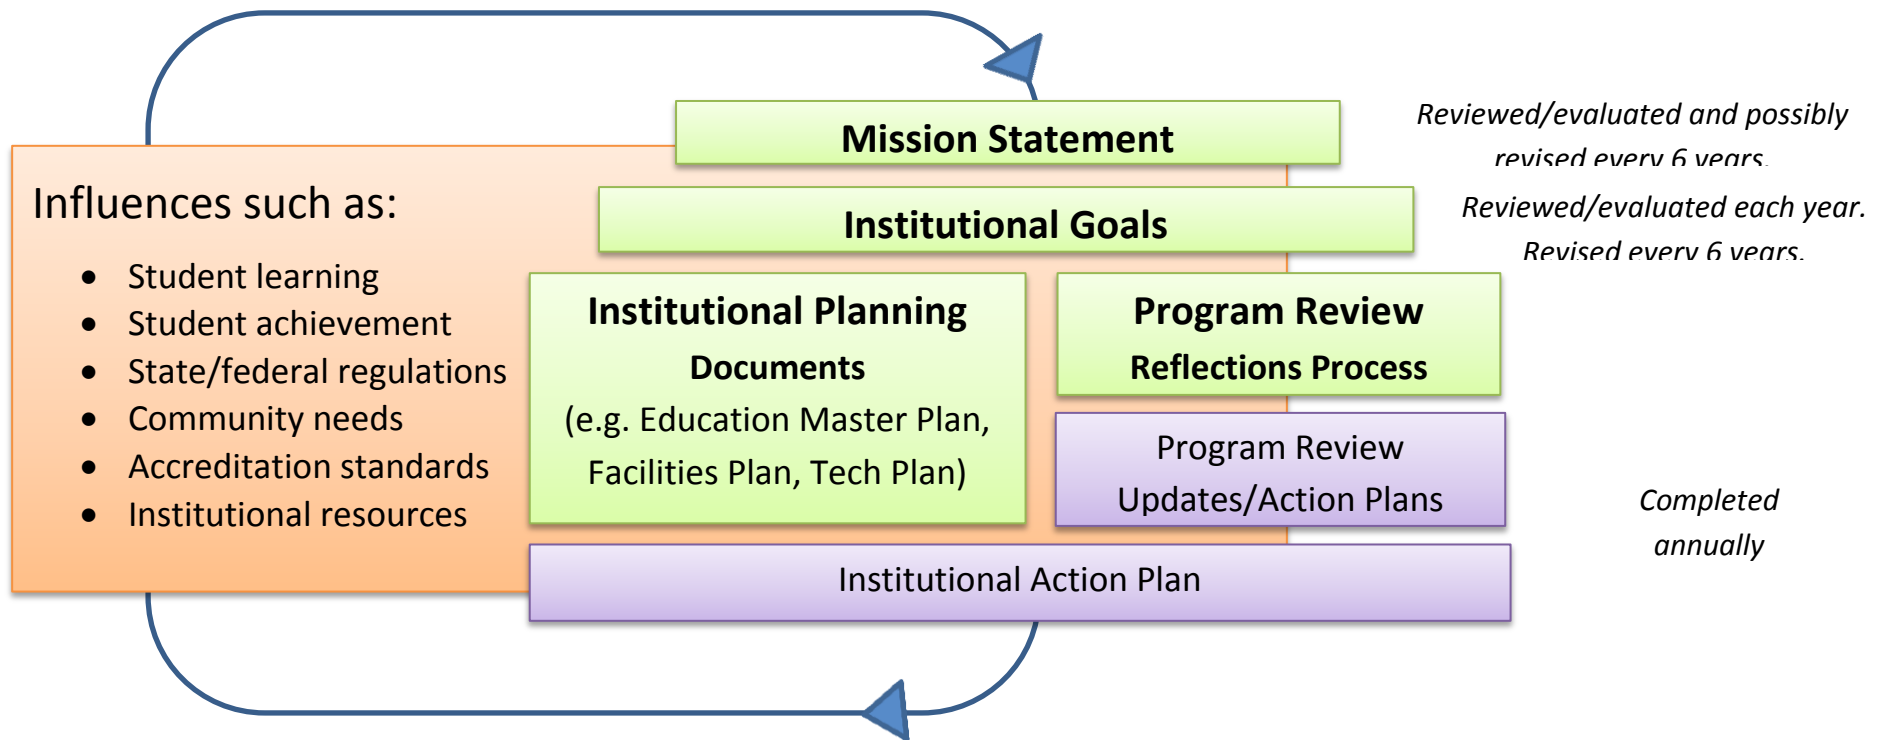 Mission Statement
Reviewed/evaluated and possibly
revised every 6 years.
Influences such as:
• Student learning
• Student achievement
• State/federal regulations
• Community needs
• Accreditation standards
• Institutional resources
Institutional Goals
Reviewed/evaluated each year.
Revised every 6 years.
Institutional Planning
Documents
(e.g. Education Master Plan,
Facilities Plan, Tech Plan)
Program Review
Reflections Process
Program Review
Updates/Action Plans
Completed
annually
Institutional Action Plan